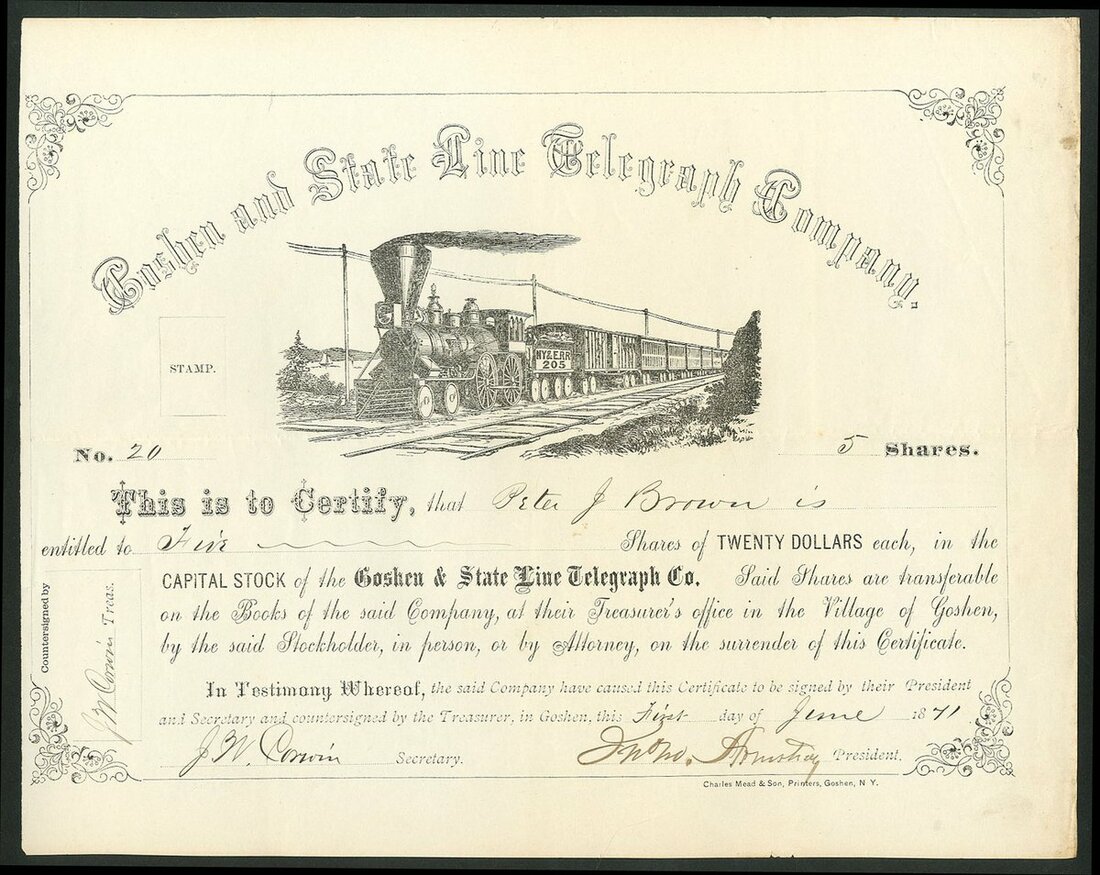 Goshen and State Line Telegraph Company.
NY&E.RR
205
STAMP.
No. 20
5 Shares.
This is to Certify, that Peter J Brown is
entitled to Five Shares of TWENTY DOLLARS each, in the
CAPITAL STOCK of the Goshen & State Line Telegraph Co. Said Shares are transferable
on the Books of the said Company, at their Treasurer's office in the Village of Goshen,
by the said Stockholder, in person, or by Attorney, on the surrender of this Certificate.
Countersigned by
J W Corwin Treas.
In Testimony Whereof, the said Company have caused this Certificate to be signed by their President
and Secretary and countersigned by the Treasurer, in Goshen, this First day of June 1871
J W. Corwin Secretary.
President.
Charles Mead & Son, Printers, Goshen, N Y.